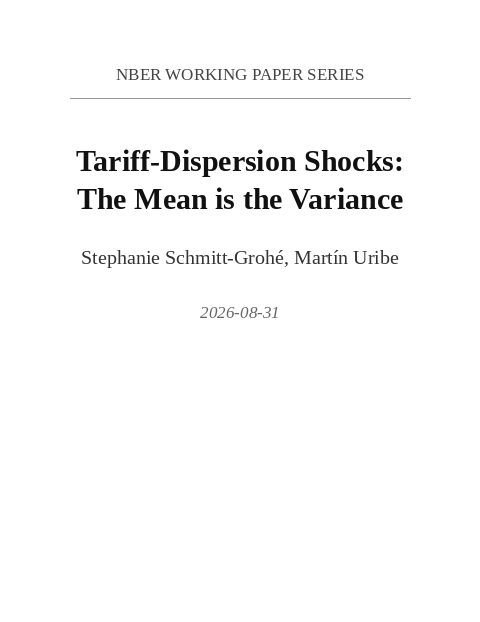 NBER WORKING PAPER SERIES
Tariff-Dispersion Shocks:
The Mean is the Variance
Stephanie Schmitt-Grohé, Martín Uribe
2026-08-31